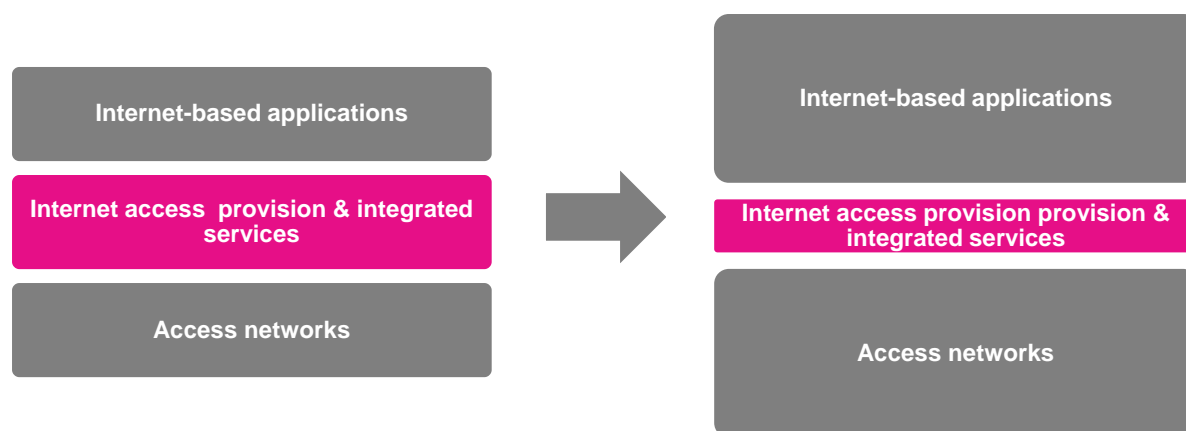 Internet-based applications
Internet access  provision & integrated
services
Access networks
Internet-based applications
Internet access provision provision &
integrated services
Access networks